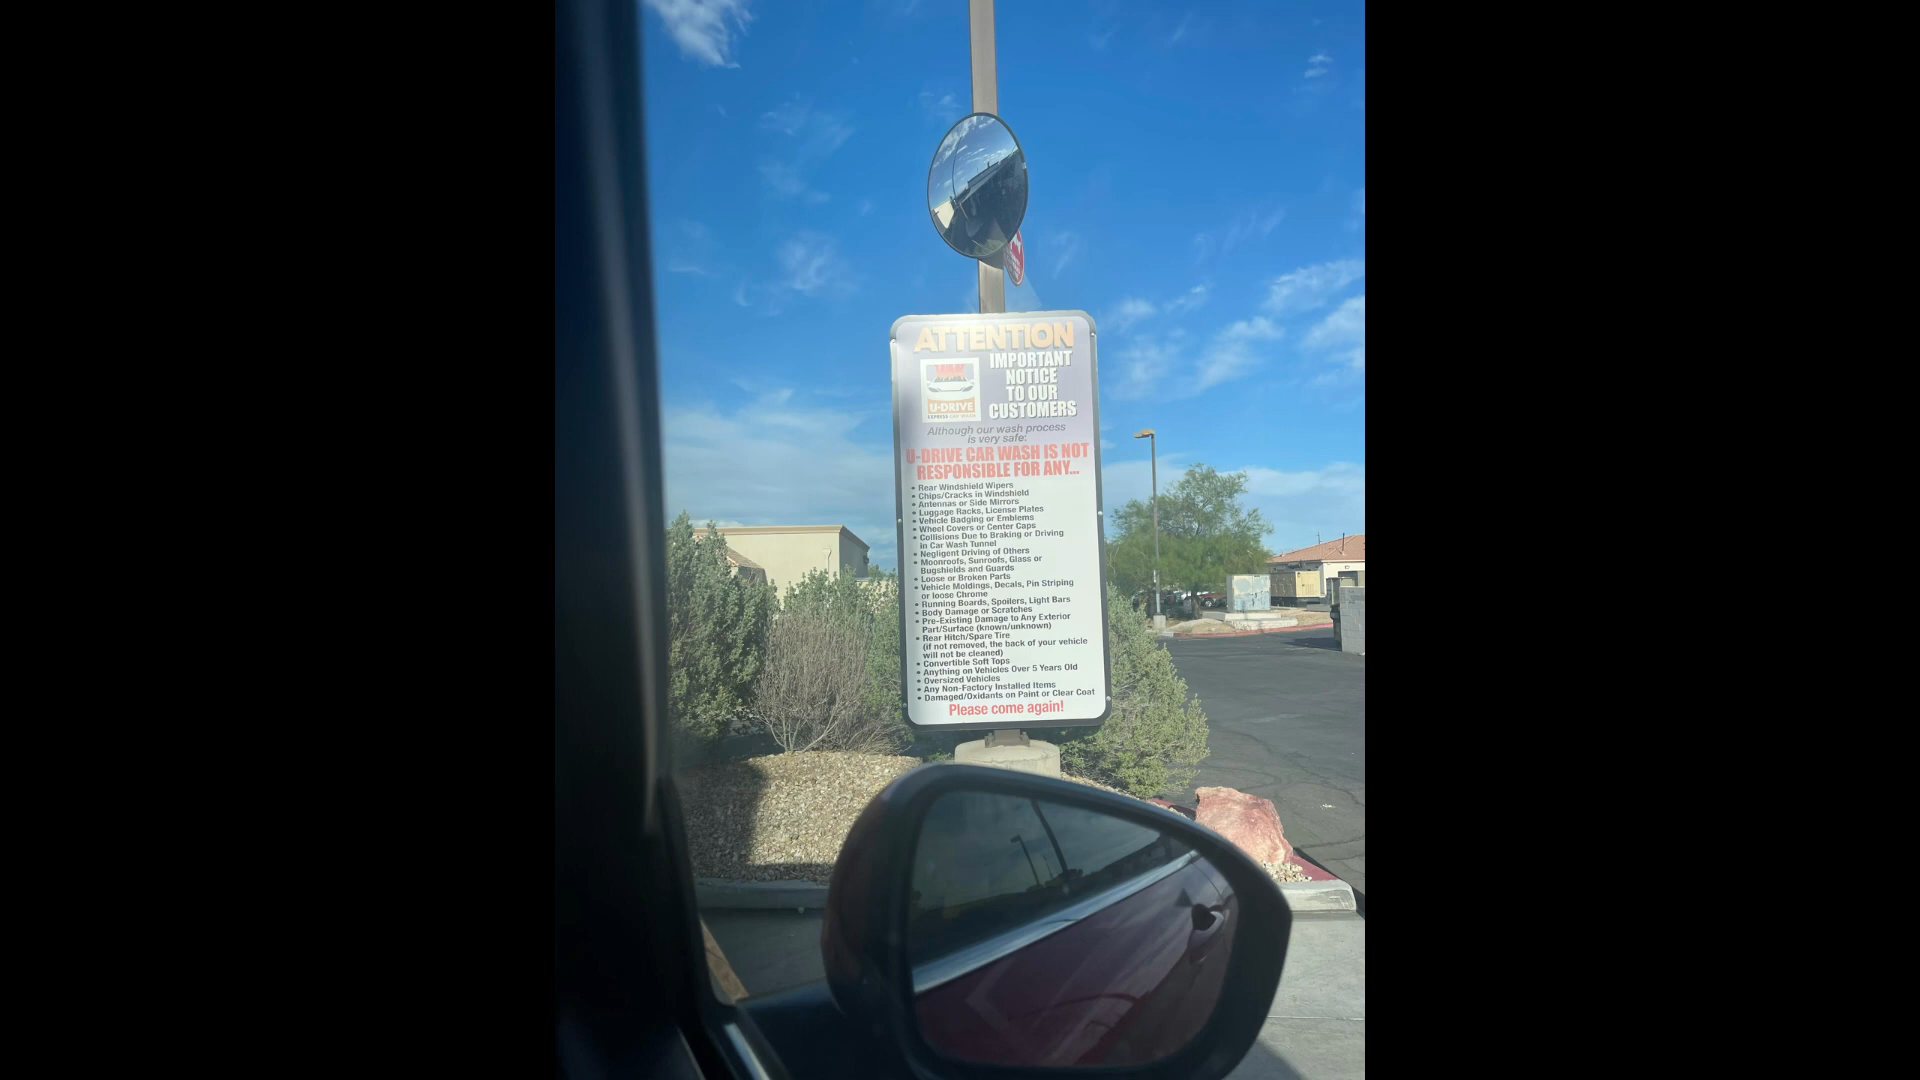 ATTENTION
IMPORTANT
NOTICE
TO OUR
CUSTOMERS
U-DRIVE
EXPRESS CAR WASH
Although our wash process
is very safe:
U-DRIVE CAR WASH IS NOT
RESPONSIBLE FOR ANY...
• Rear Windshield Wipers
• Chips/Cracks in Windshield
• Antennas or Side Mirrors
• Luggage Racks, License Plates
• Vehicle Badging or Emblems
• Wheel Covers or Center Caps
• Collisions Due to Braking or Driving
in Car Wash Tunnel
• Negligent Driving of Others
• Moonroofs, Sunroofs, Glass or
Bugshields and Guards
• Loose or Broken Parts
• Vehicle Moldings, Decals, Pin Striping
or loose Chrome
• Running Boards, Spoilers, Light Bars
• Body Damage or Scratches
• Pre-Existing Damage to Any Exterior
Part/Surface (known/unknown)
• Rear Hitch/Spare Tire
(if not removed, the back of your vehicle
will not be cleaned)
• Convertible Soft Tops
• Anything on Vehicles Over 5 Years Old
• Oversized Vehicles
• Any Non-Factory Installed Items
• Damaged/Oxidants on Paint or Clear Coat
Please come again!